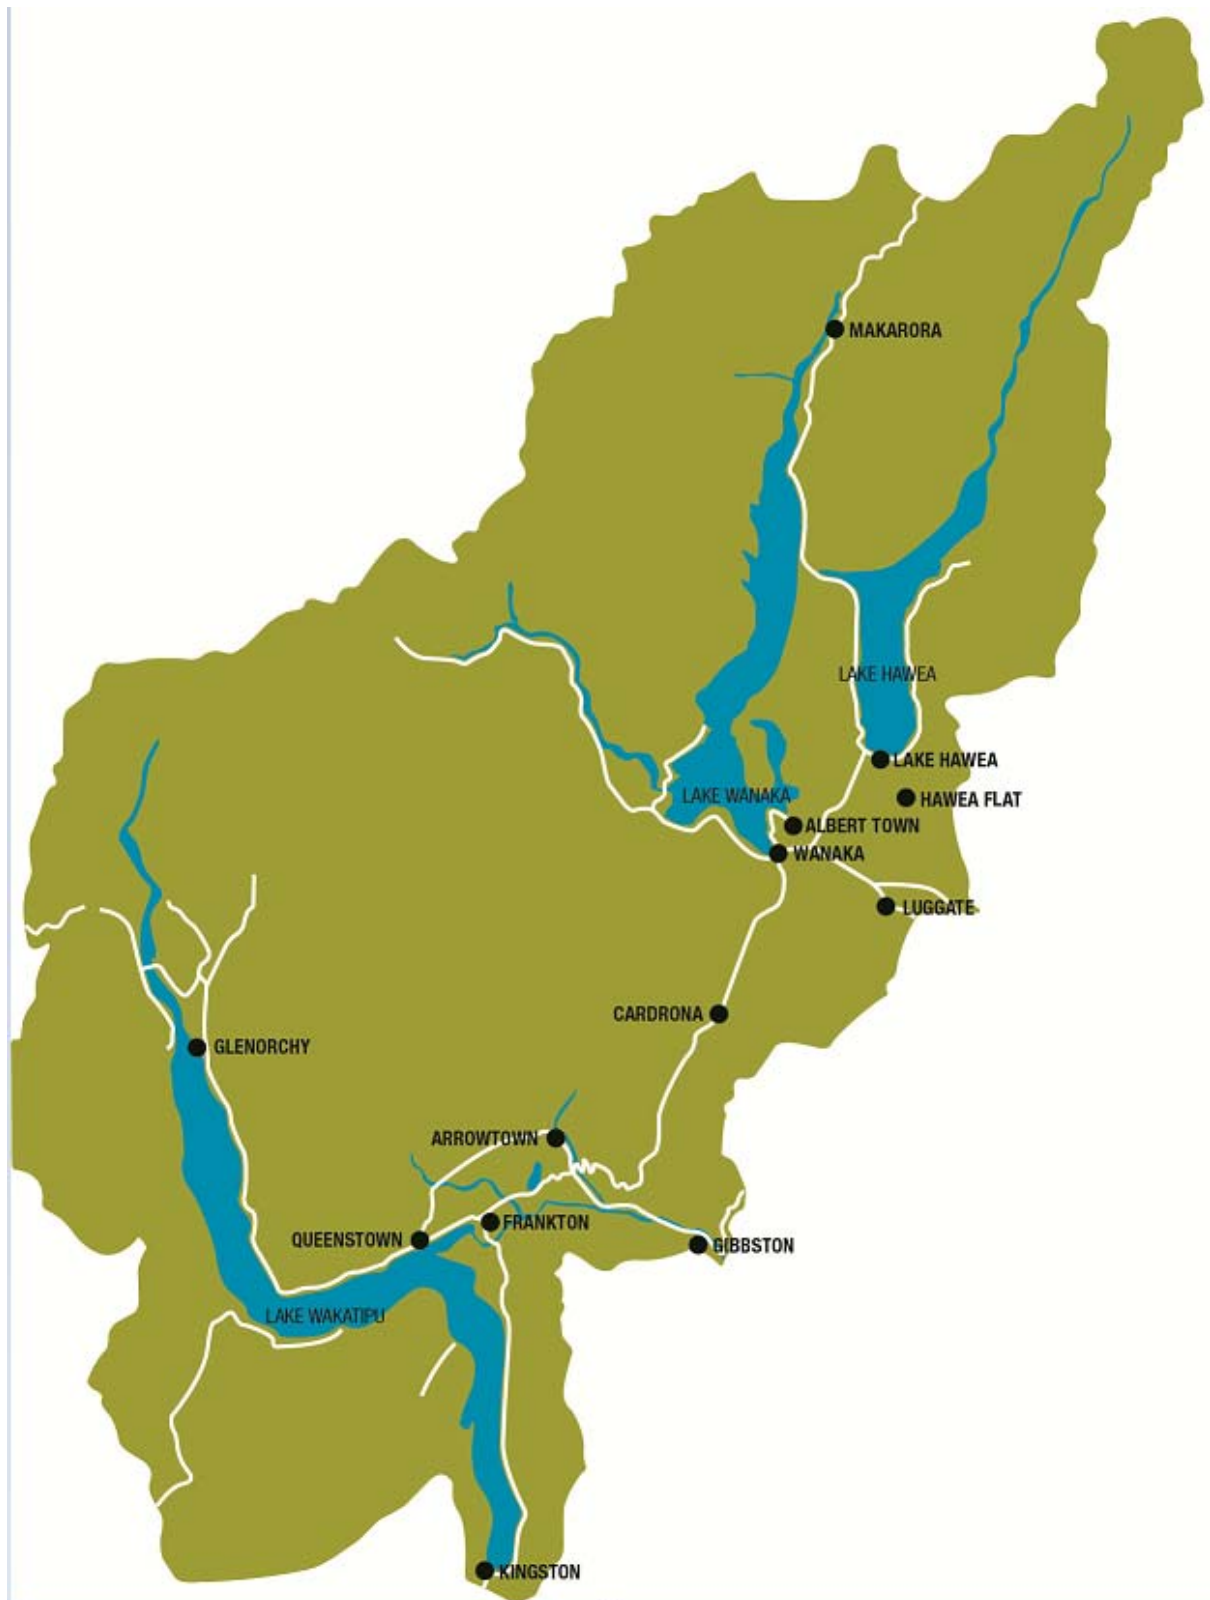 MAKARORA
LAKE HAWEA
LAKE HAWEA
LAKE WANAKA
HAWEA FLAT
ALBERT TOWN
WANAKA
LUGGATE
CARDRONA
GLENORCHY
ARROWTOWN
FRANKTON
QUEENSTOWN
GIBBSTON
LAKE WAKATIPU
KINGSTON